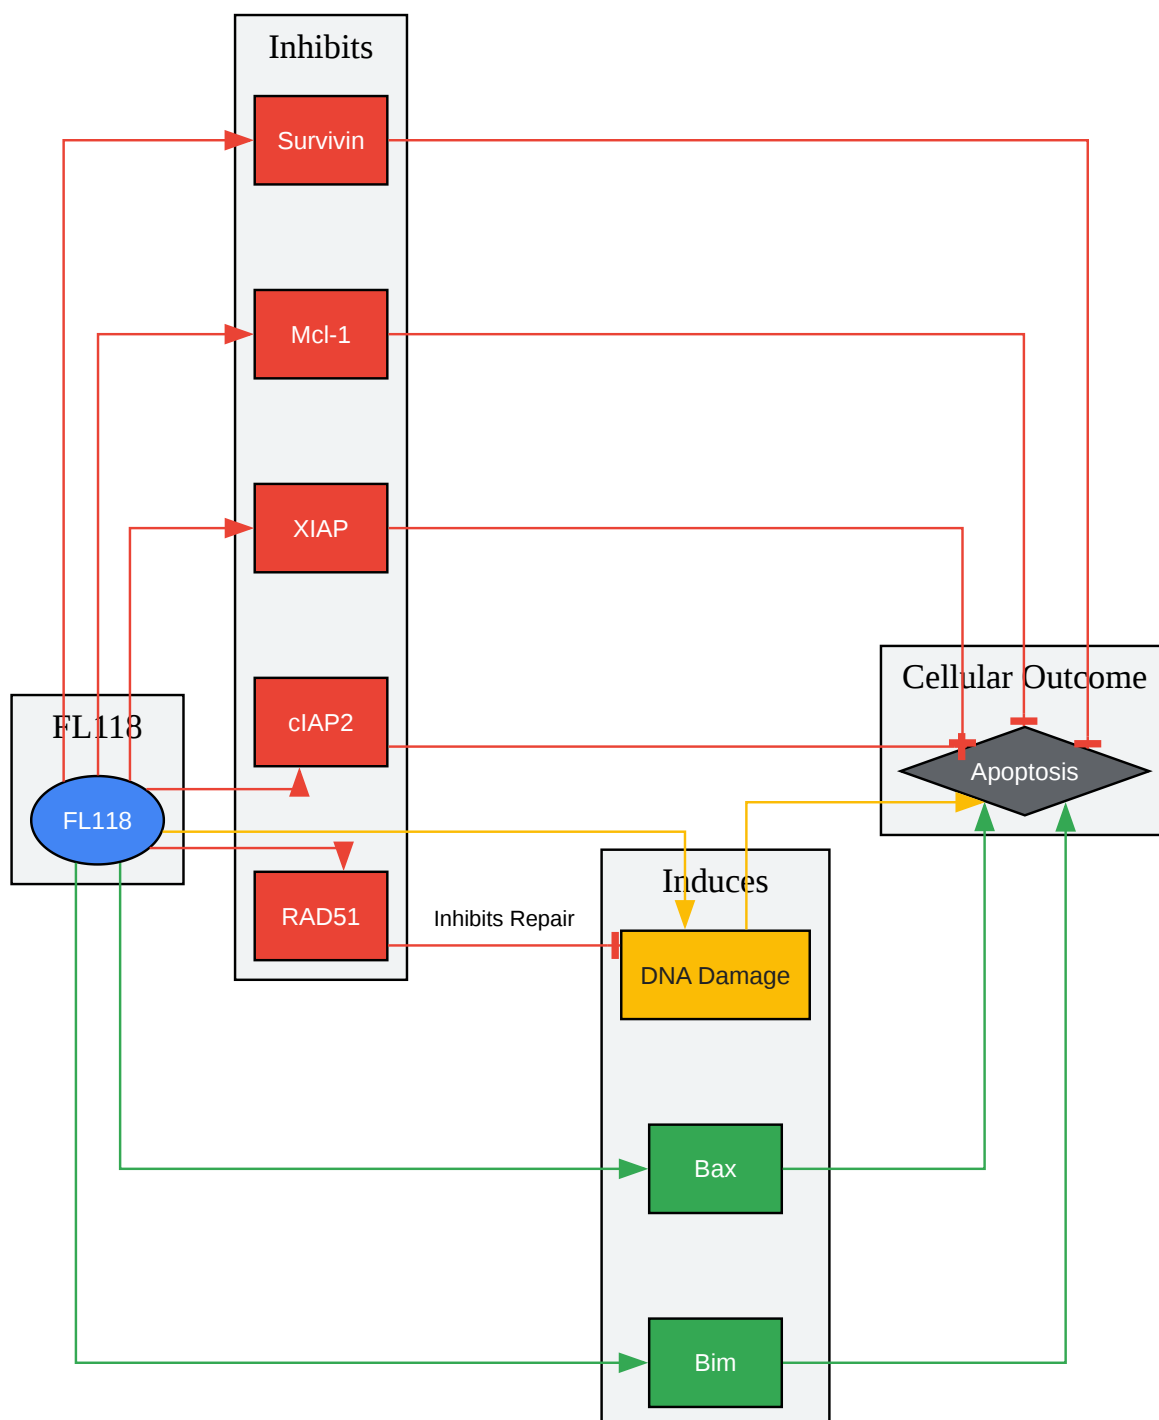 Inhibits
Survivin
Mcl-1
XIAP
cIAP2
RAD51
FL118
FL118
Inhibits Repair
Induces
DNA Damage
Bax
Bim
Cellular Outcome
Apoptosis